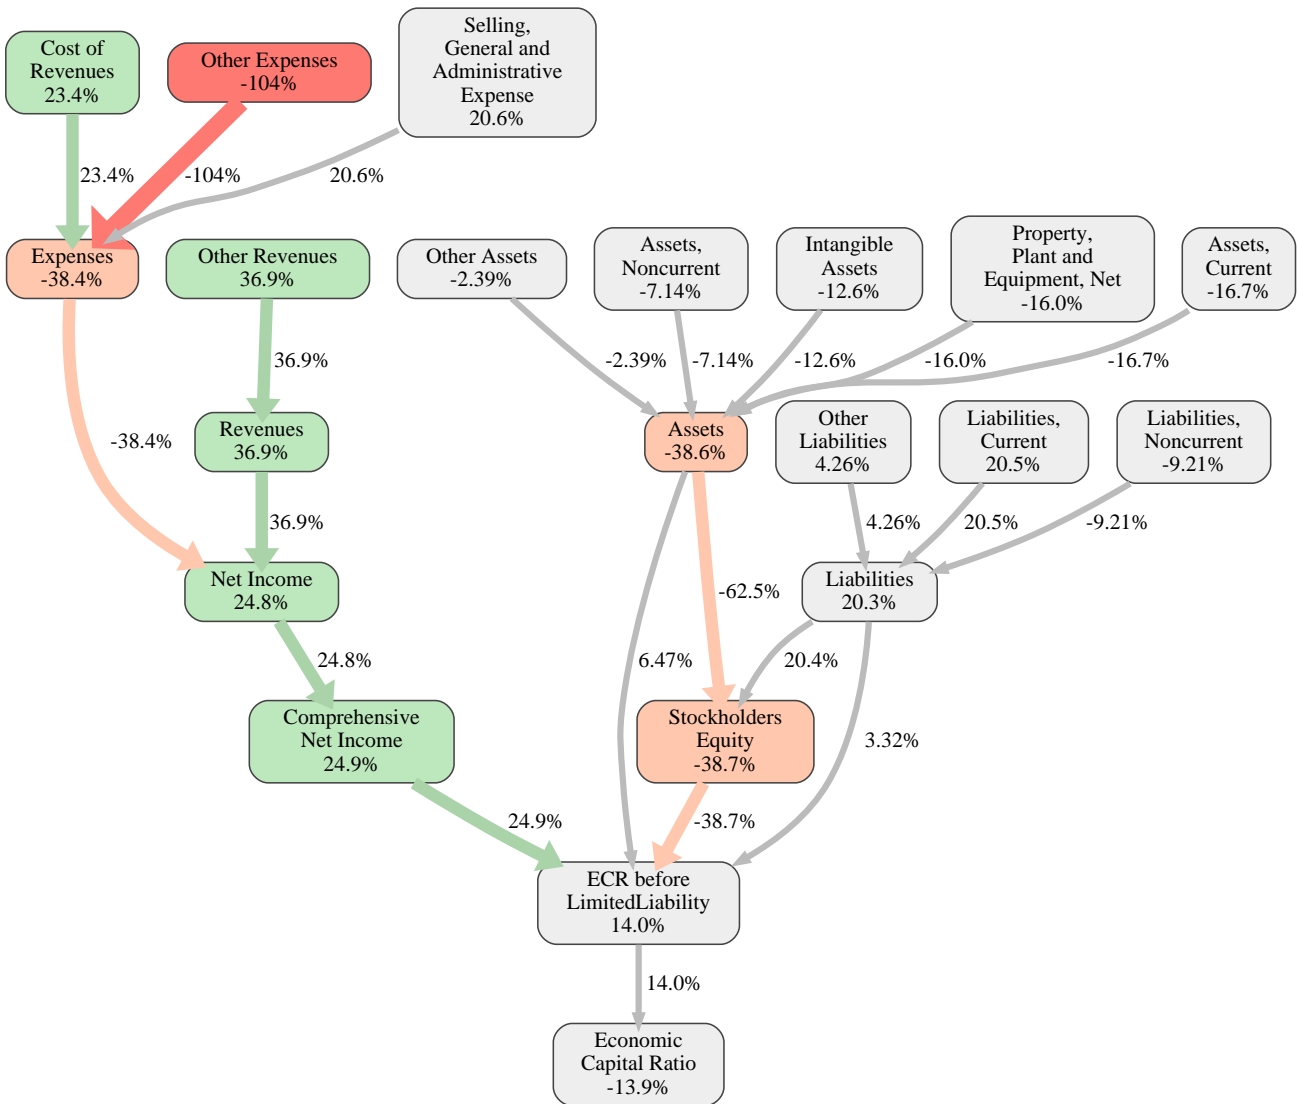 Cost of
Revenues
23.4%
Other Expenses
-104%
Selling,
General and
Administrative
Expense
20.6%
23.4%
-104%
20.6%
Expenses
-38.4%
Other Revenues
36.9%
Other Assets
-2.39%
Assets,
Noncurrent
-7.14%
Intangible
Assets
-12.6%
Property,
Plant and
Equipment, Net
-16.0%
Assets,
Current
-16.7%
36.9%
-2.39%
-7.14%
-12.6%
-16.0%
-16.7%
-38.4%
Revenues
36.9%
Assets
-38.6%
Other
Liabilities
4.26%
Liabilities,
Current
20.5%
Liabilities,
Noncurrent
-9.21%
36.9%
4.26%
20.5%
-9.21%
Net Income
24.8%
-62.5%
Liabilities
20.3%
24.8%
6.47%
20.4%
Comprehensive
Net Income
24.9%
Stockholders
Equity
-38.7%
3.32%
24.9%
-38.7%
ECR before
LimitedLiability
14.0%
14.0%
Economic
Capital Ratio
-13.9%